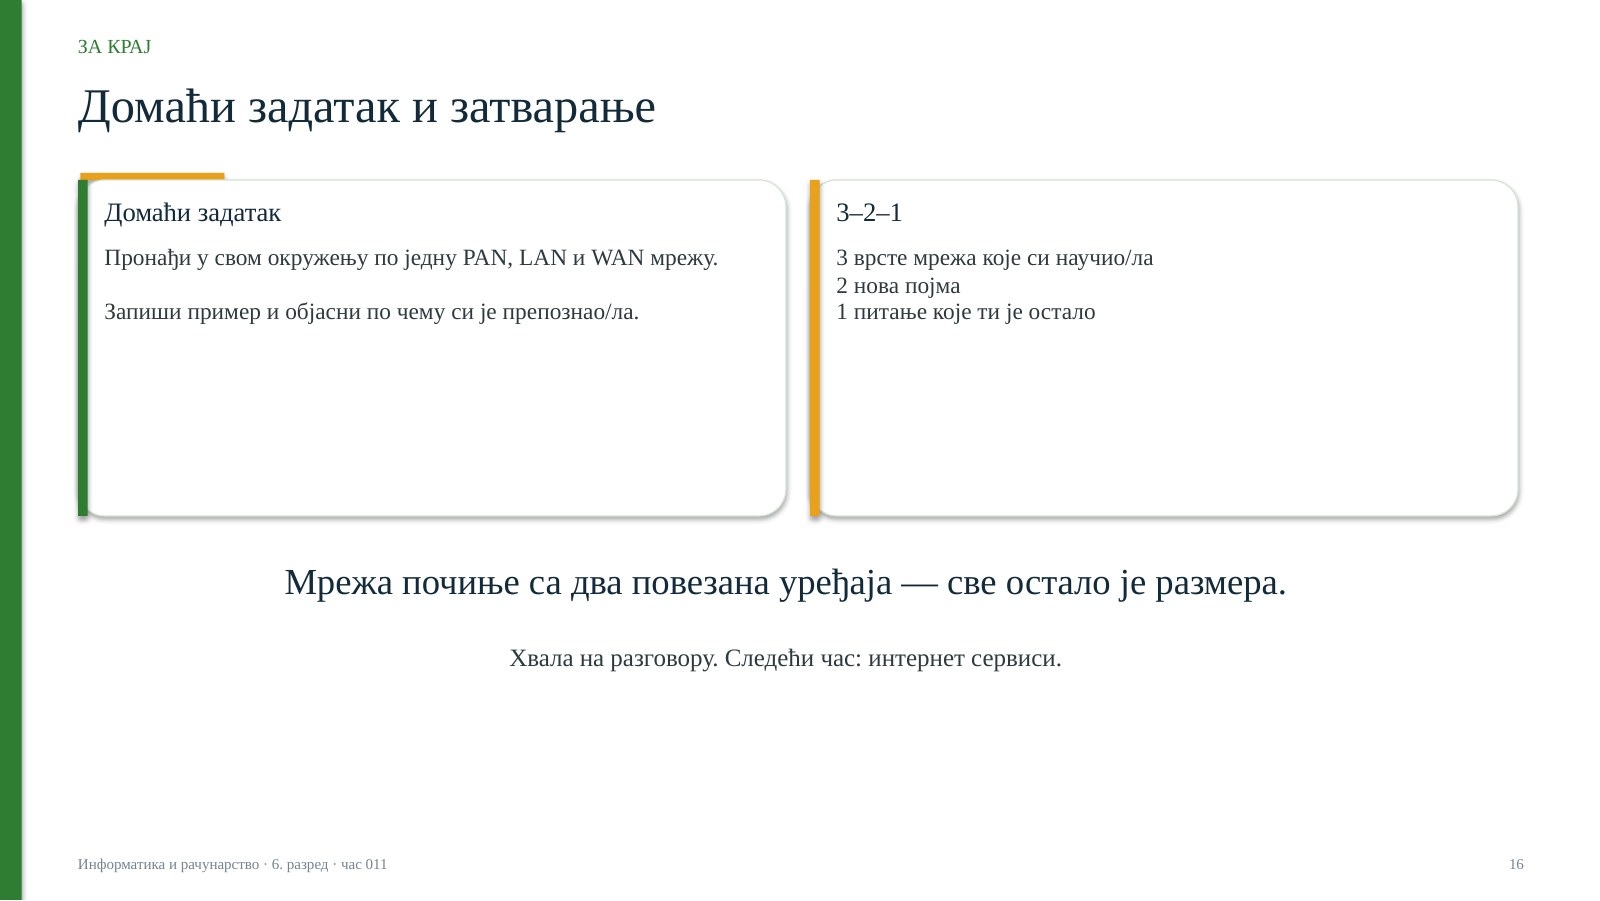 ЗА КРАЈ
Домаћи задатак и затварање
Домаћи задатак
Пронађи у свом окружењу по једну PAN, LAN и WAN мрежу.
Запиши пример и објасни по чему си је препознао/ла.
3–2–1
3 врсте мрежа које си научио/ла
2 нова појма
1 питање које ти је остало
Мрежа почиње са два повезана уређаја — све остало је размера.
Хвала на разговору. Следећи час: интернет сервиси.
Информатика и рачунарство · 6. разред · час 011
16